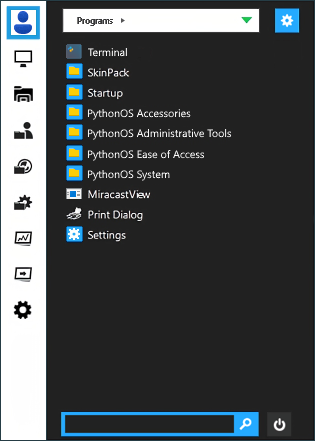 Programs
Terminal
SkinPack
Startup
PythonOS Accessories
PythonOS Administrative Tools
PythonOS Ease of Access
PythonOS System
MiracastView
Print Dialog
Settings